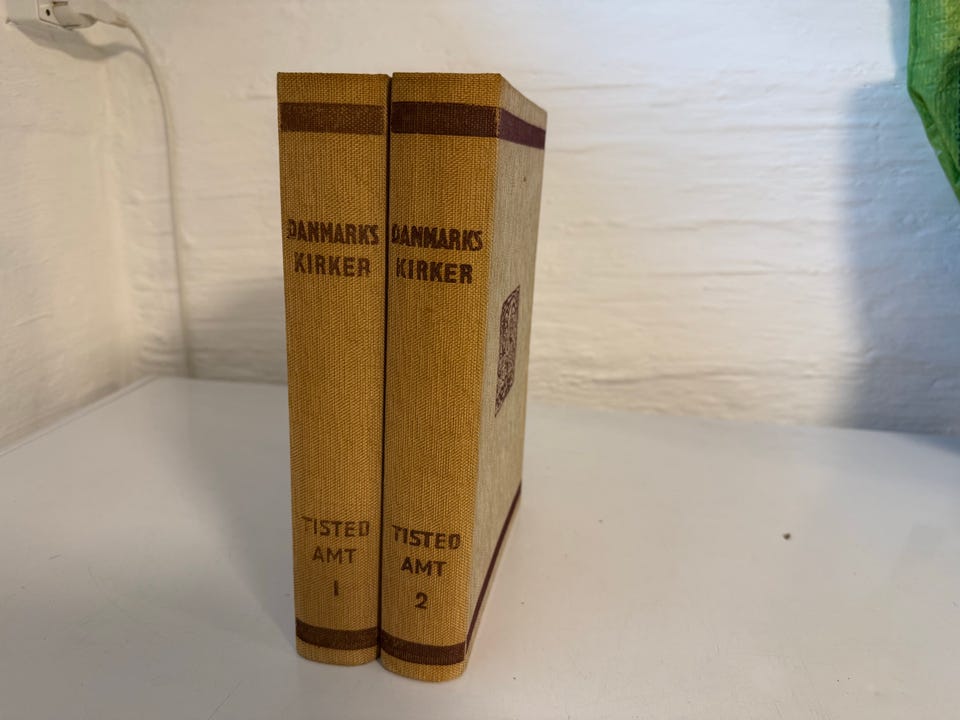 DANMARKS
KIRKER
TISTED
AMT
1
DANMARKS
KIRKER
TISTED
AMT
2